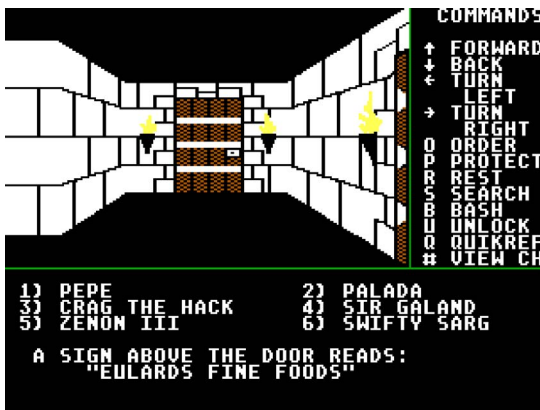 COMMANDS
↑ FORWARD
↓ BACK
← TURN
LEFT
→ TURN
RIGHT
O ORDER
P PROTECT
R REST
S SEARCH
B BASH
U UNLOCK
Q QUIKREF
# VIEW CH
1) PEPE 2) PALADA
3) CRAG THE HACK 4) SIR GALAND
5) ZENON III 6) SWIFTY SARG
A SIGN ABOVE THE DOOR READS:
"EULARDS FINE FOODS"